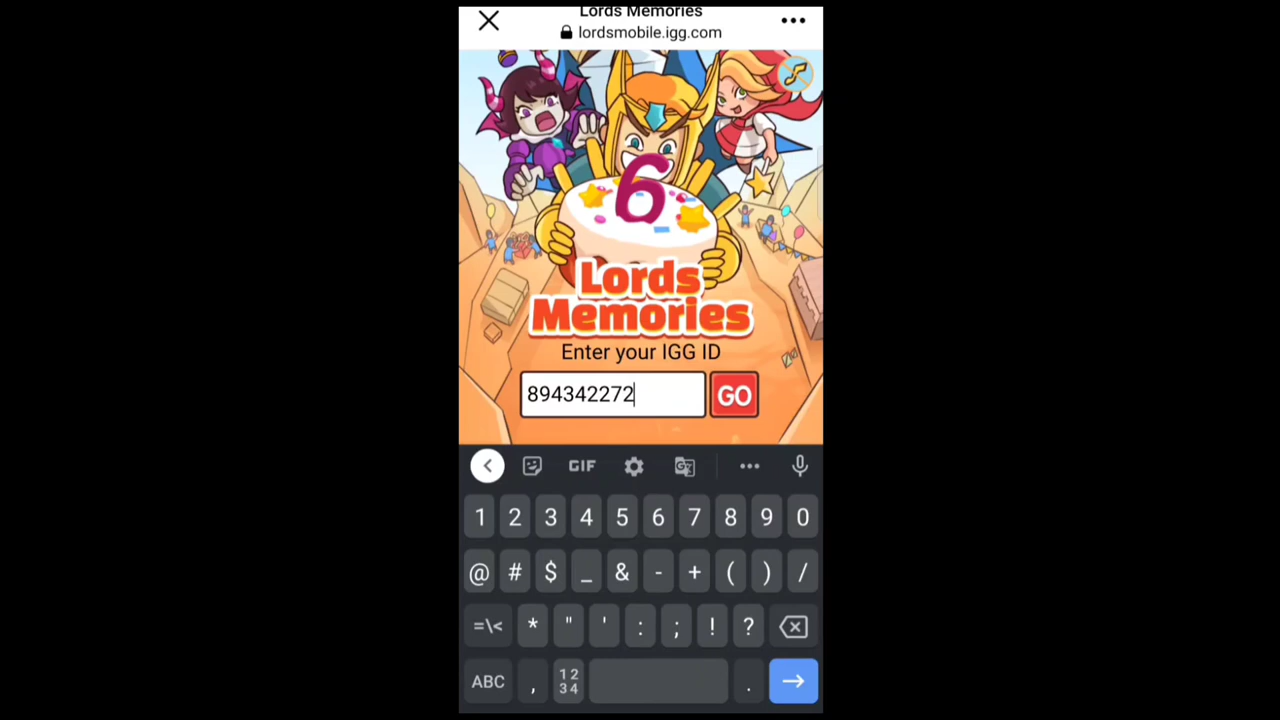 Lords Memories
lordsmobile.igg.com
6
Lords
Memories
Enter your IGG ID
894342272 GO
GIF
1 2 3 4 5 6 7 8 9 0
@ # $ _ & - + ( ) /
=\< * " ' : ; ! ?
ABC , 12 34 .